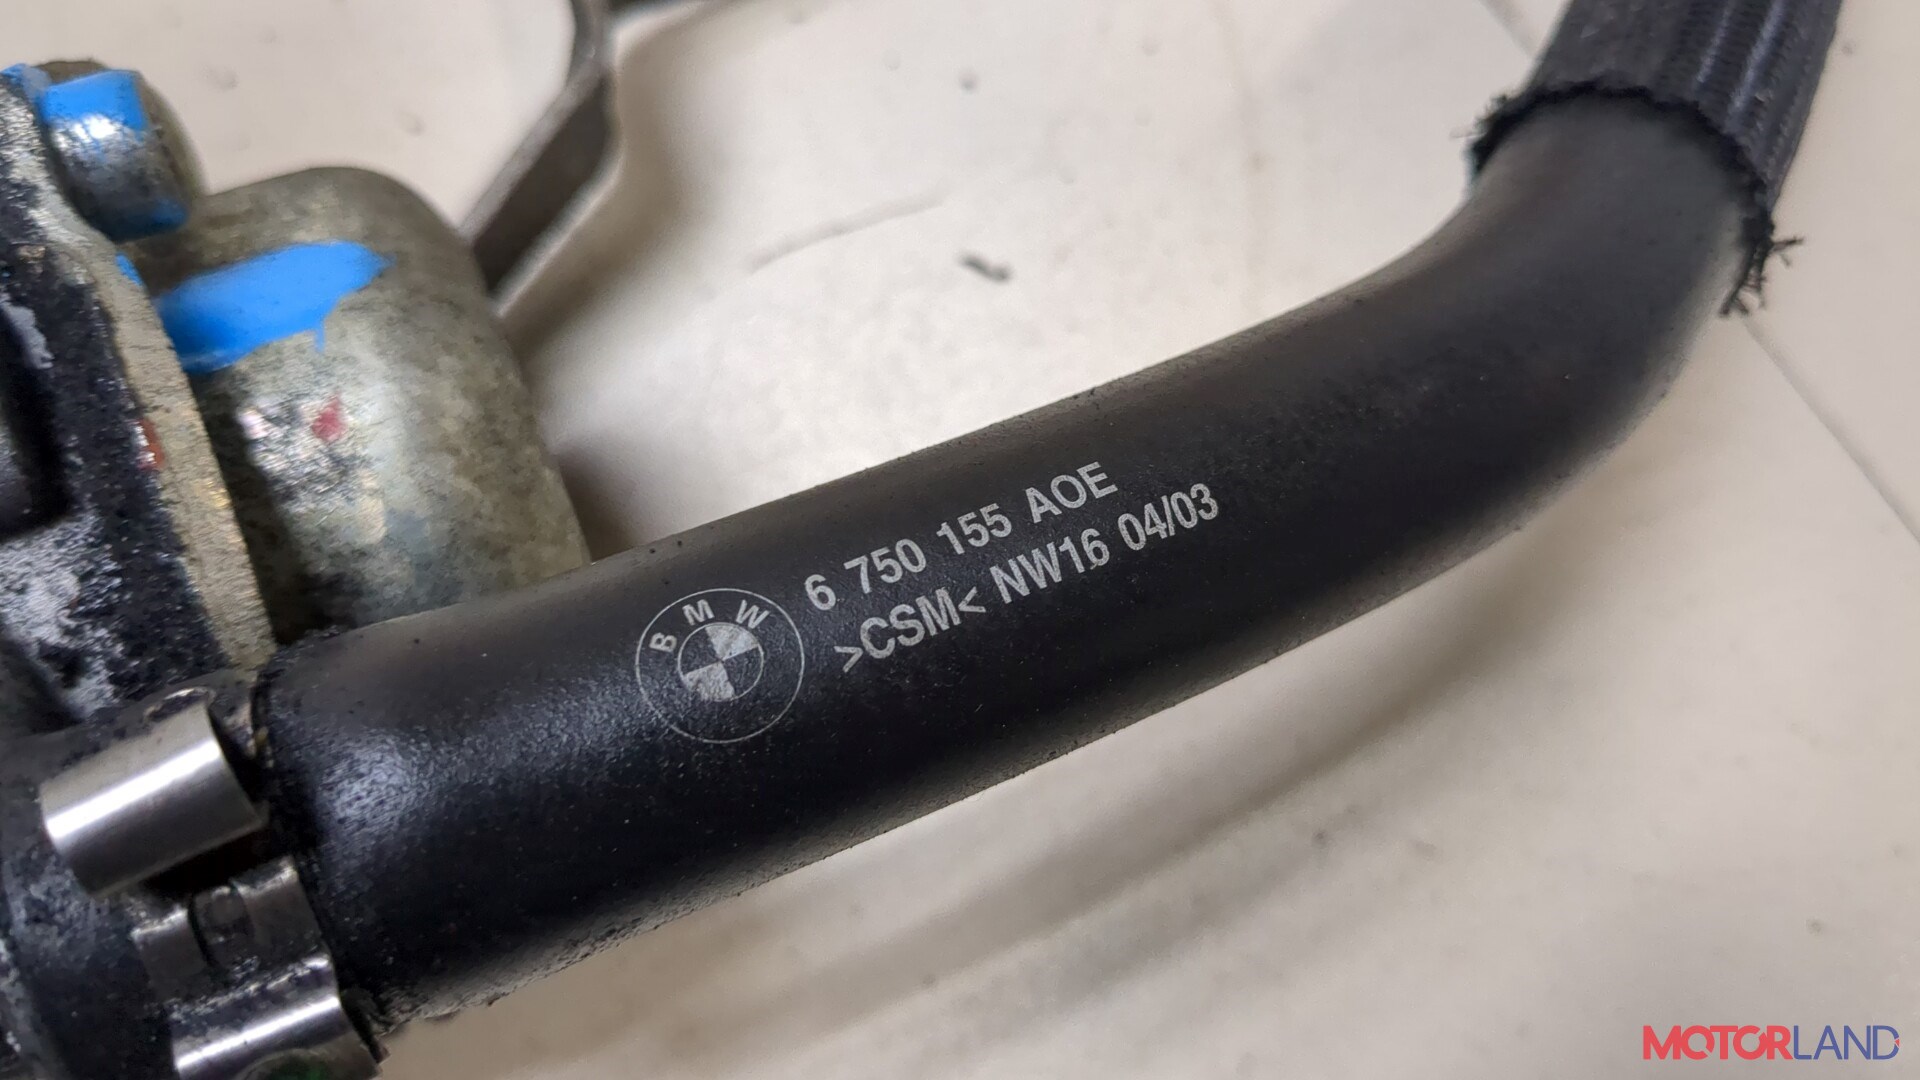 BMW
6 750 155 AOE
>CSM< NW16 04/03
MOTORLAND